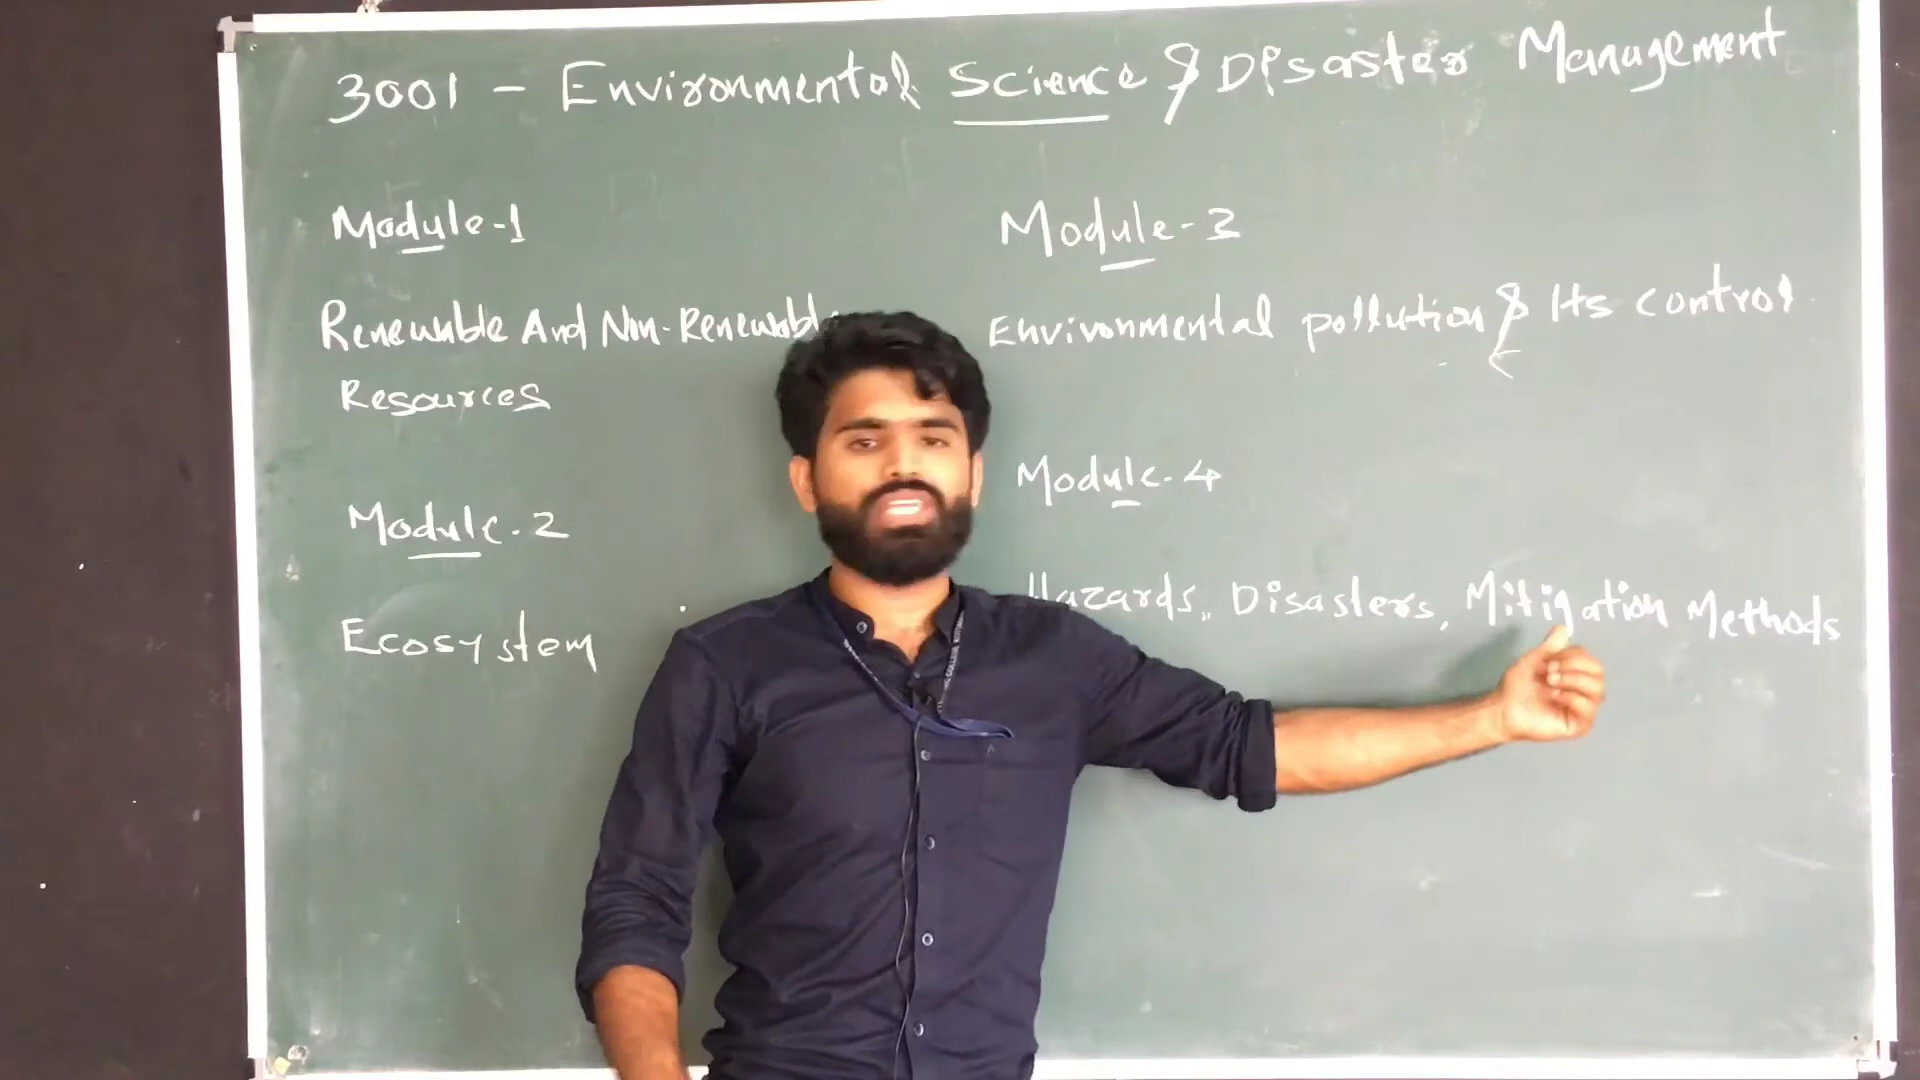 3001 - Environmental Science & Disaster Management
Module-1
Renewable And Non-Renewable
Resources
Module-2
Ecosystem
Module-3
Environmental pollution & Its control
Module-4
Hazards, Disasters, Mitigation Methods